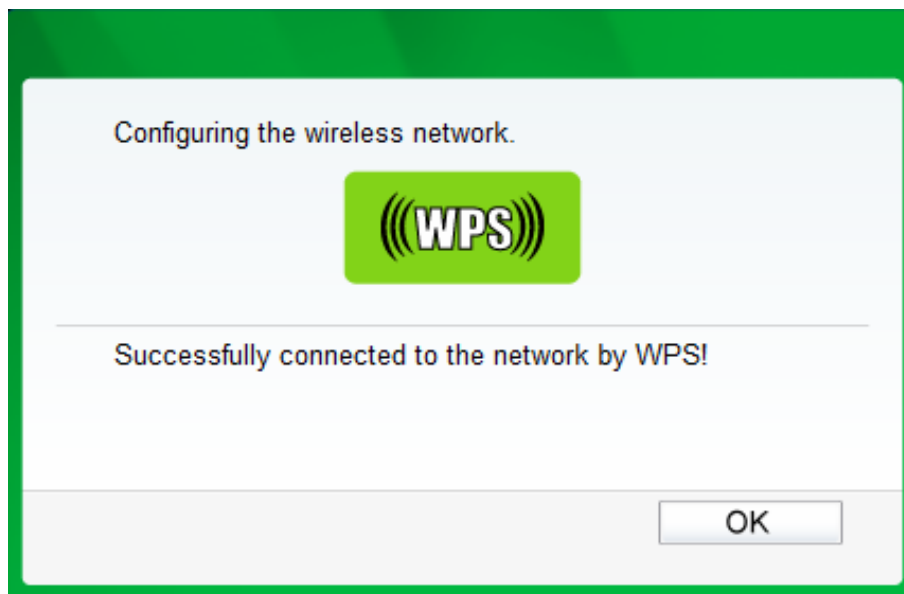 Configuring the wireless network.
WPS
Successfully connected to the network by WPS!
OK